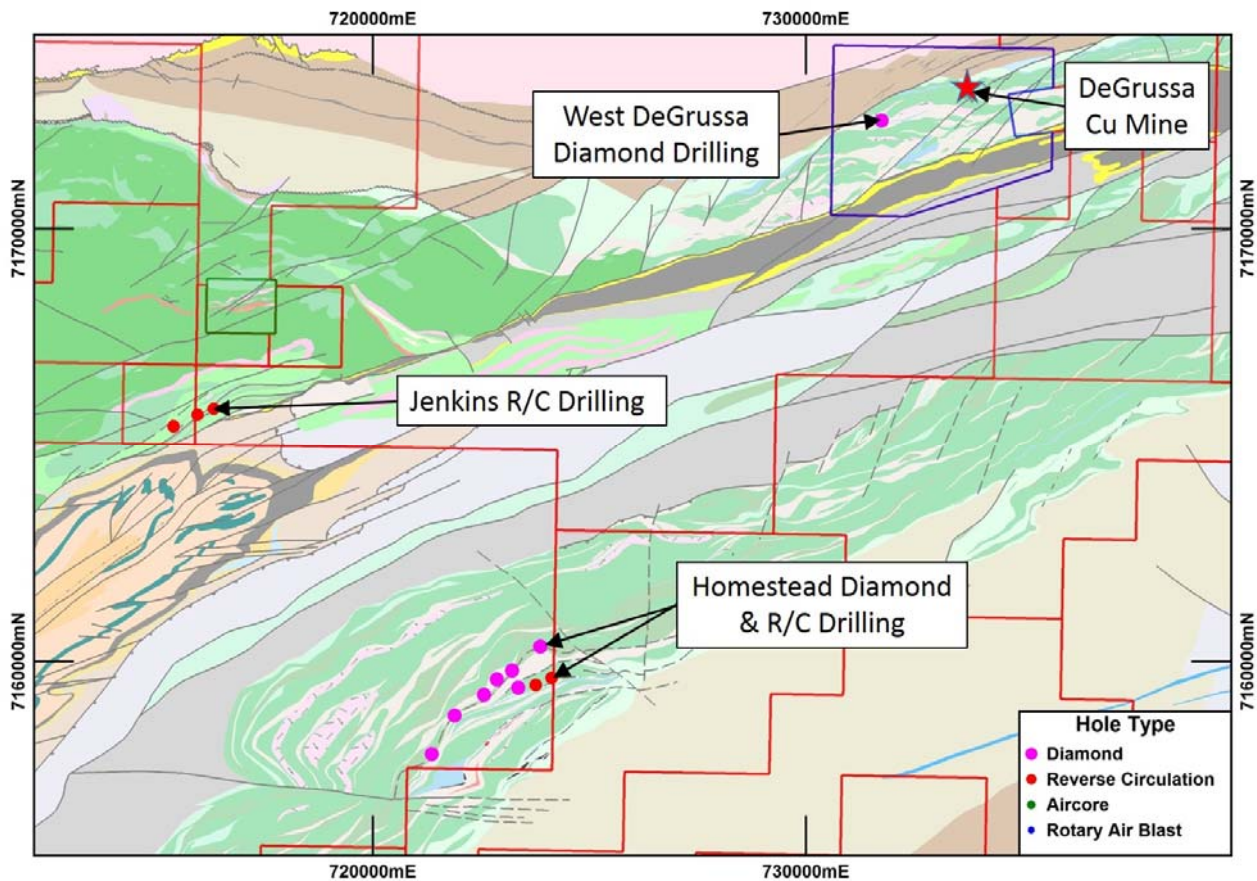 720000mE
730000mE
West DeGrussa
Diamond Drilling
DeGrussa
Cu Mine
7170000mN
7170000mN
Jenkins R/C Drilling
Homestead Diamond
& R/C Drilling
7160000mN
7160000mN
Hole Type
Diamond
Reverse Circulation
Aircore
Rotary Air Blast
720000mE
730000mE